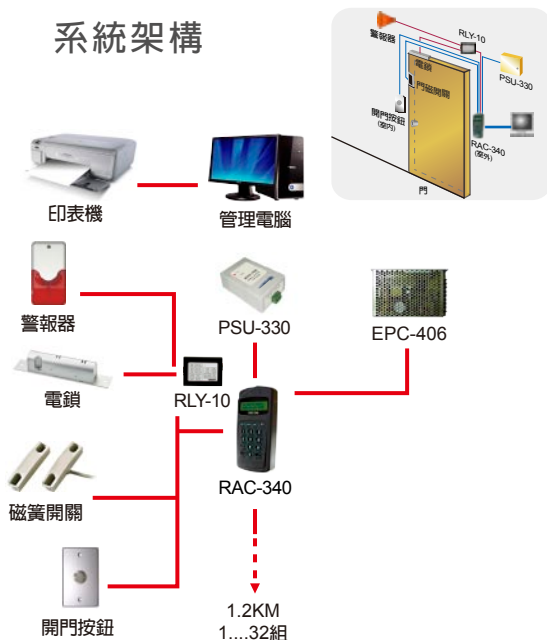 系統架構
警報器
RLY-10
電鎖
PSU-330
門磁開關
開門按鈕
(室內)
RAC-340
(室外)
門
印表機
管理電腦
警報器
PSU-330
EPC-406
電鎖
RLY-10
RAC-340
磁簧開關
開門按鈕
1.2KM
1....32組